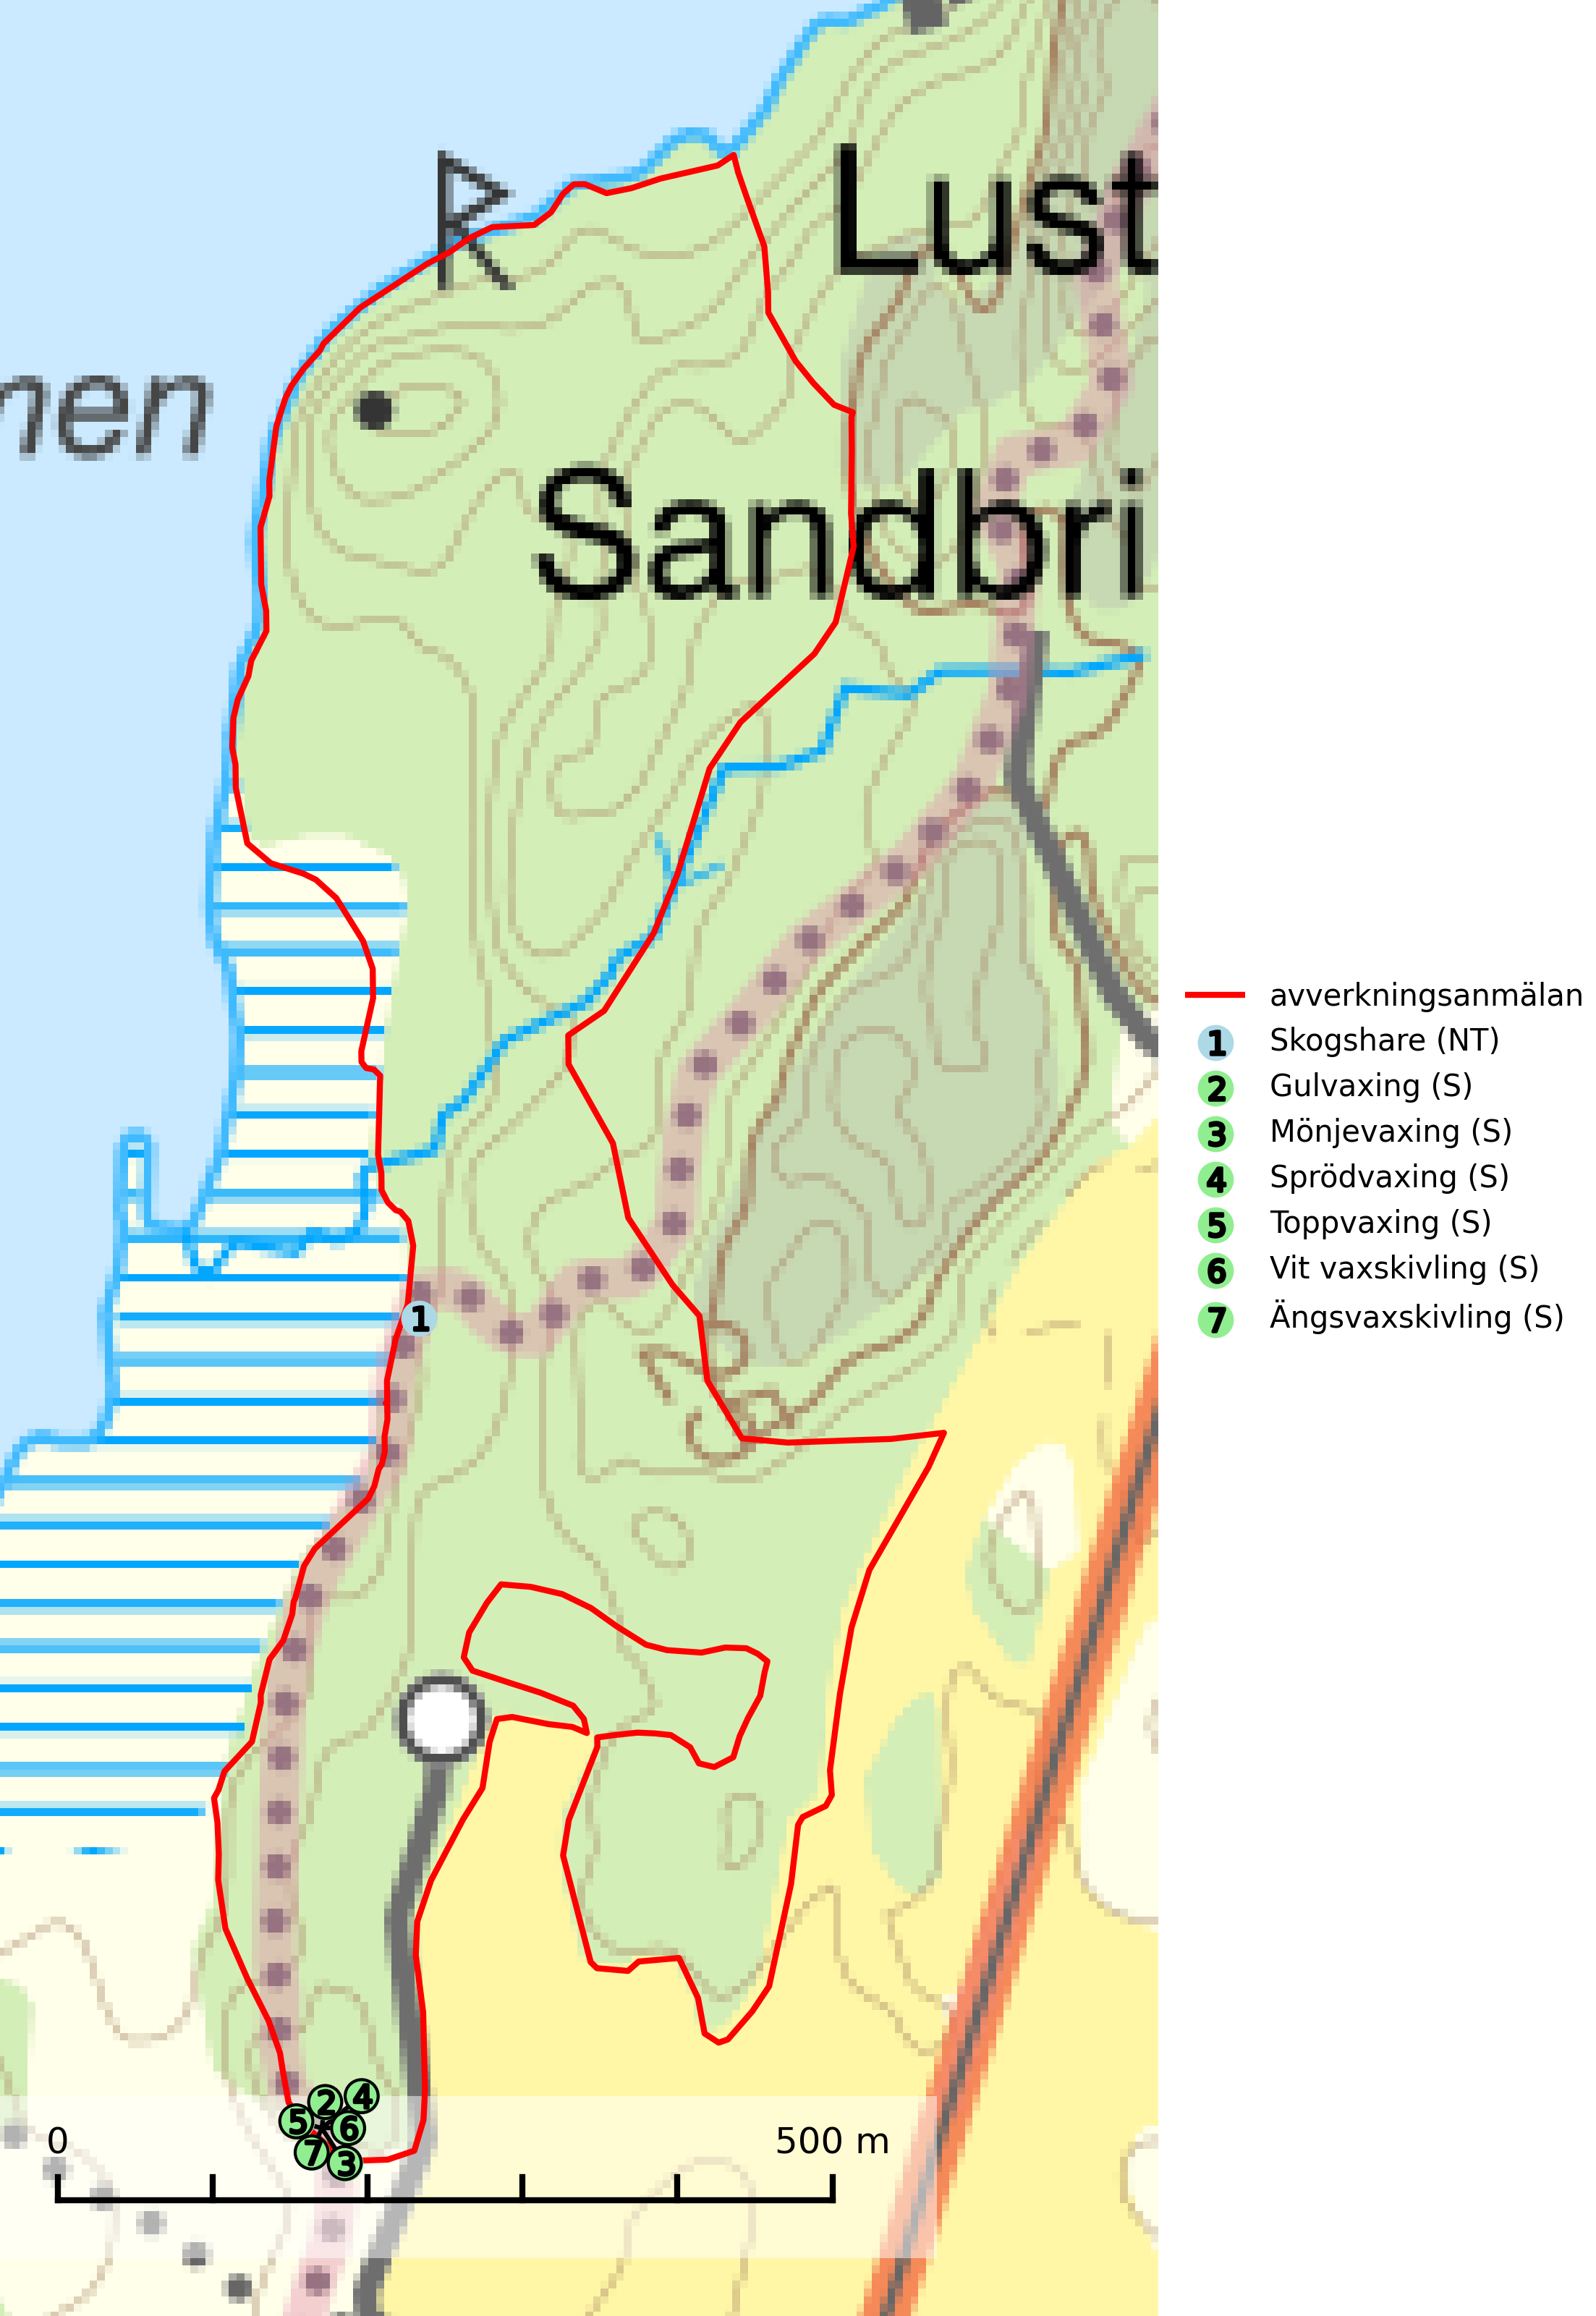 Lust
nen
Sandbri
avverkningsanmälan
1 Skogshare (NT)
2 Gulvaxing (S)
3 Mönjevaxing (S)
4 Sprödvaxing (S)
5 Toppvaxing (S)
6 Vit vaxskivling (S)
7 Ängsvaxskivling (S)
1
2 4
5 6
7 3
0 500 m